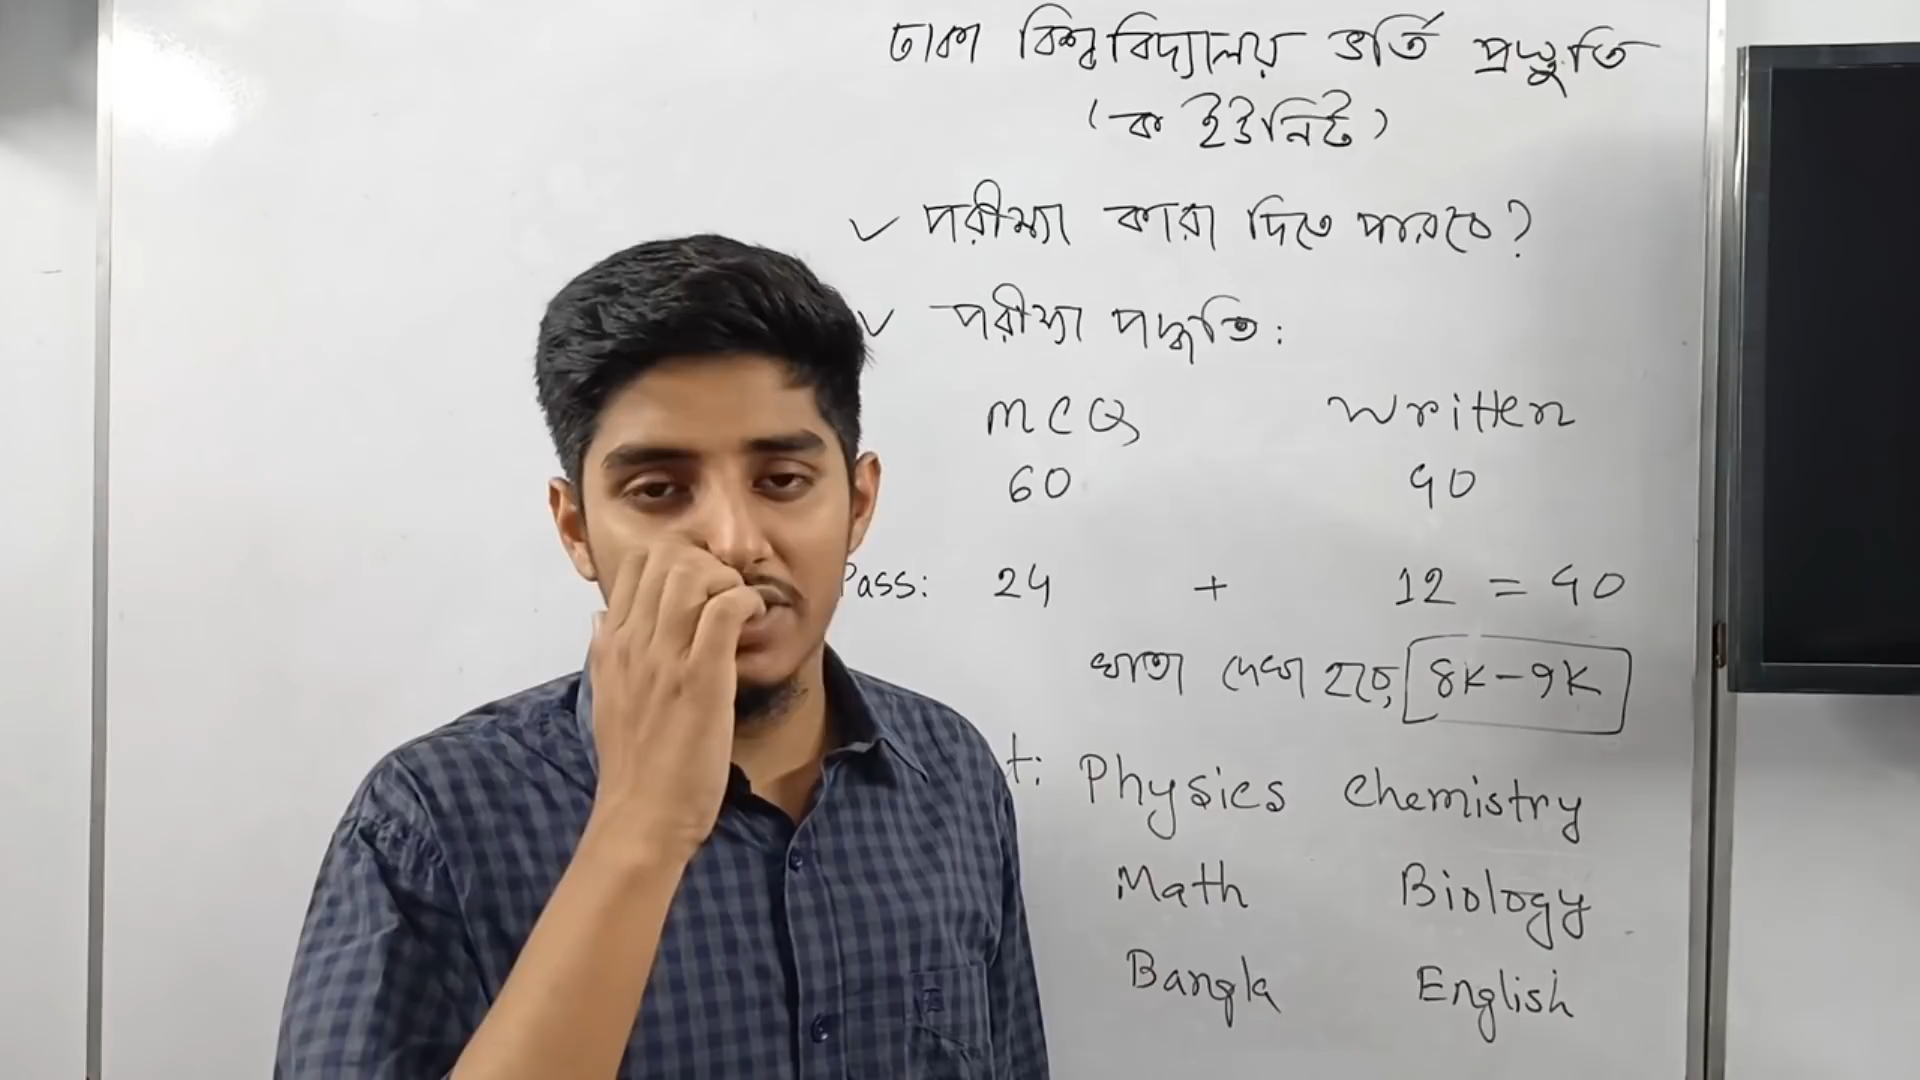 ঢাকা বিশ্ববিদ্যালয় ভর্তি প্রস্তুতি
(ক ইউনিট)
✓ পরীক্ষা কারা দিতে পারবে?
✓ পরীক্ষা পদ্ধতি:
MCQ Written
60 40
Pass: 24 + 12 = 40
খাতা দেখা হবে, 8K-9K
t: Physics Chemistry
Math Biology
Bangla English